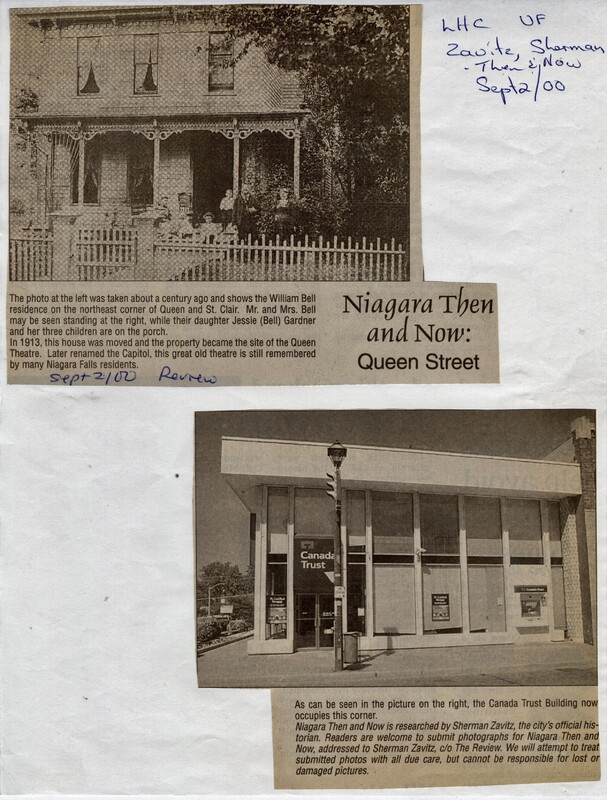 LHC VF
Zavitz, Sherman
- Then & Now
Sept 2/00
The photo at the left was taken about a century ago and shows the William Bell
residence on the northeast corner of Queen and St. Clair. Mr. and Mrs. Bell
may be seen standing at the right, while their daughter Jessie (Bell) Gardner
and her three children are on the porch.
In 1913, this house was moved and the property became the site of the Queen
Theatre. Later renamed the Capitol, this great old theatre is still remembered
by many Niagara Falls residents.
Sept 2/00 Review
Niagara Then
and Now:
Queen Street
Canada
Trust
As can be seen in the picture on the right, the Canada Trust Building now
occupies this corner.
Niagara Then and Now is researched by Sherman Zavitz, the city's official his-
torian. Readers are welcome to submit photographs for Niagara Then and
Now, addressed to Sherman Zavitz, c/o The Review. We will attempt to treat
submitted photos with all due care, but cannot be responsible for lost or
damaged pictures.